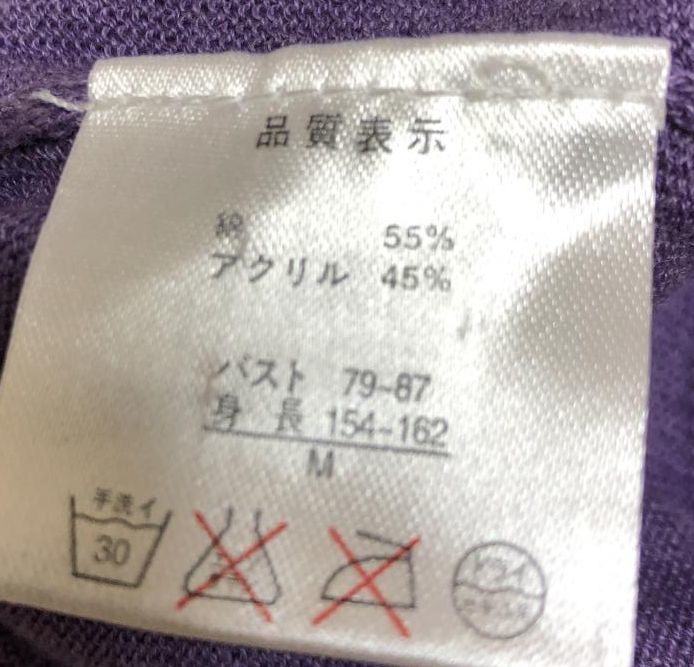 品質表示
綿 55%
アクリル 45%
バスト 79-87
身長 154-162
M
手洗イ
30
ドライ